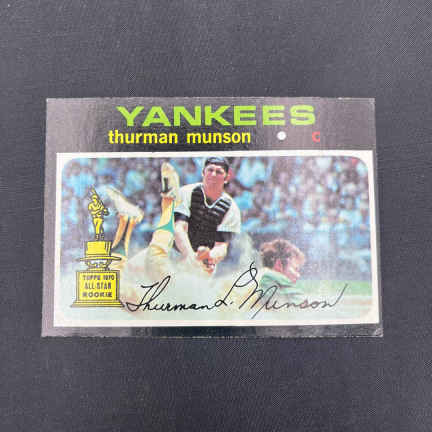 YANKEES
thurman munson • c
TOPPS 1970
ALL-STAR
ROOKIE
Thurman L. Munson